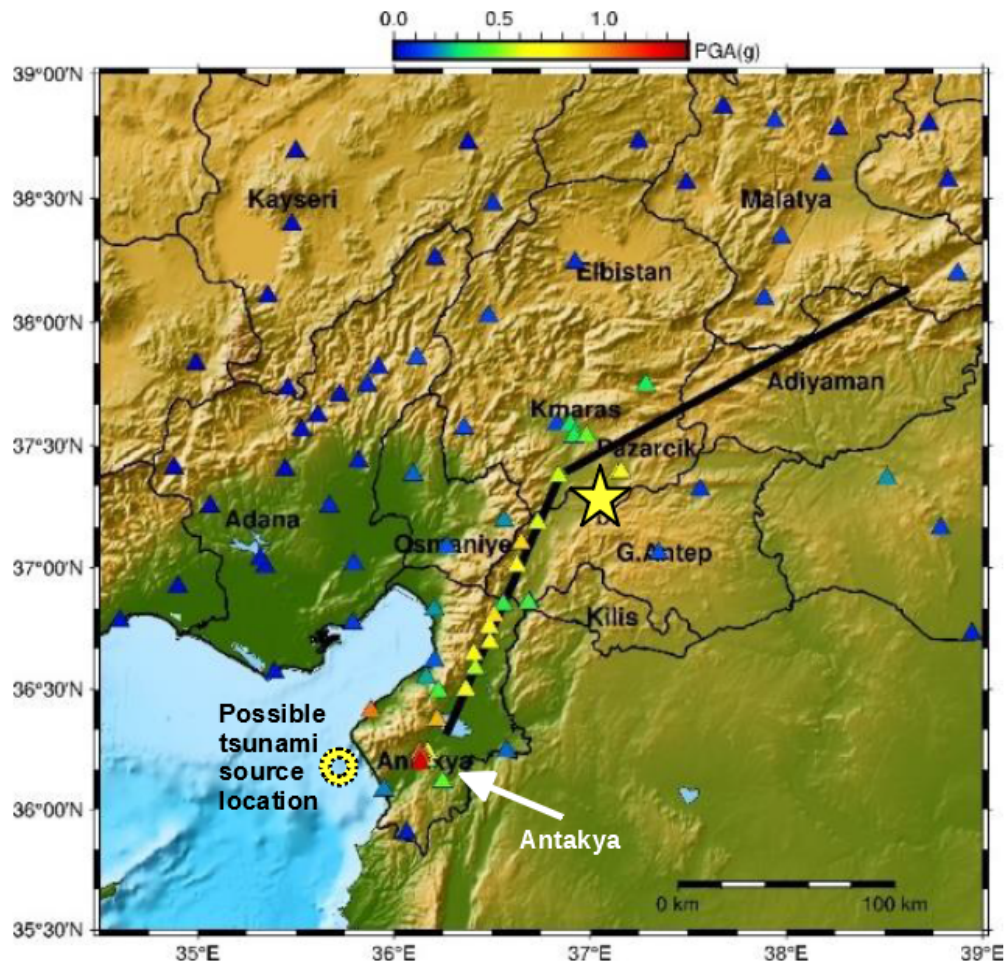 0.0 0.5 1.0
PGA(g)
39°00'N
38°30'N
38°00'N
37°30'N
37°00'N
36°30'N
36°00'N
35°30'N
Kayseri
Malatya
Elbistan
Adiyaman
Kmaras
Pazarcik
Adana
Osmaniye
G.Antep
Kilis
Possible
tsunami
source
location
Antakya
Antakya
0 km 100 km
35°E 36°E 37°E 38°E 39°E